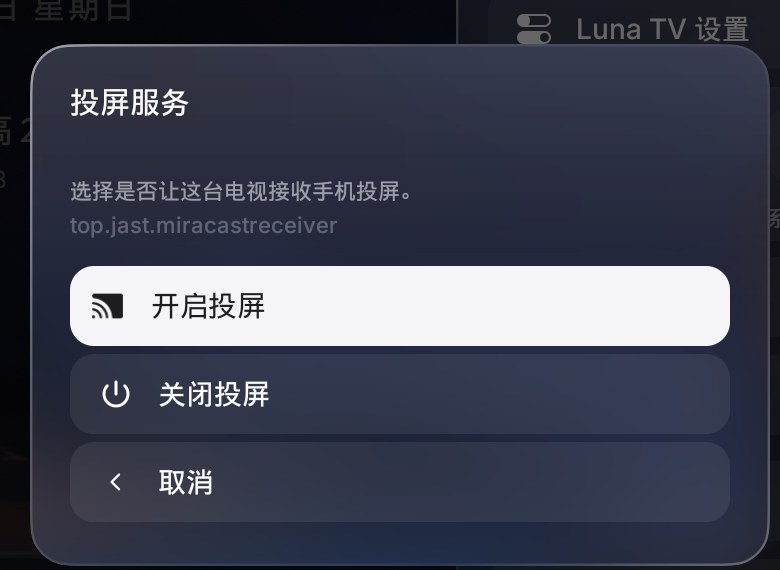 日 星期日
Luna TV 设置
高 2
投屏服务
选择是否让这台电视接收手机投屏。
top.jast.miracastreceiver
开启投屏
关闭投屏
取消